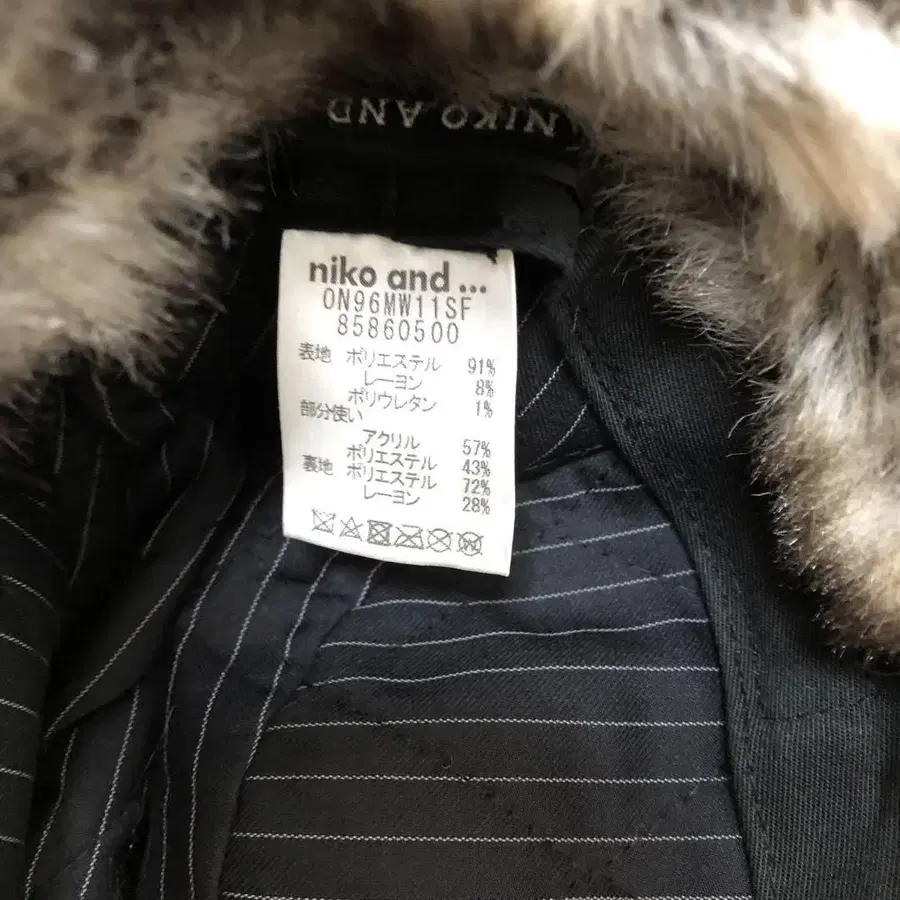 NIKO AND
niko and ...
0N96MW11SF
85860500
表地 ポリエステル 91%
レーヨン 8%
ポリウレタン 1%
部分使い
アクリル 57%
ポリエステル 43%
裏地 ポリエステル 72%
レーヨン 28%